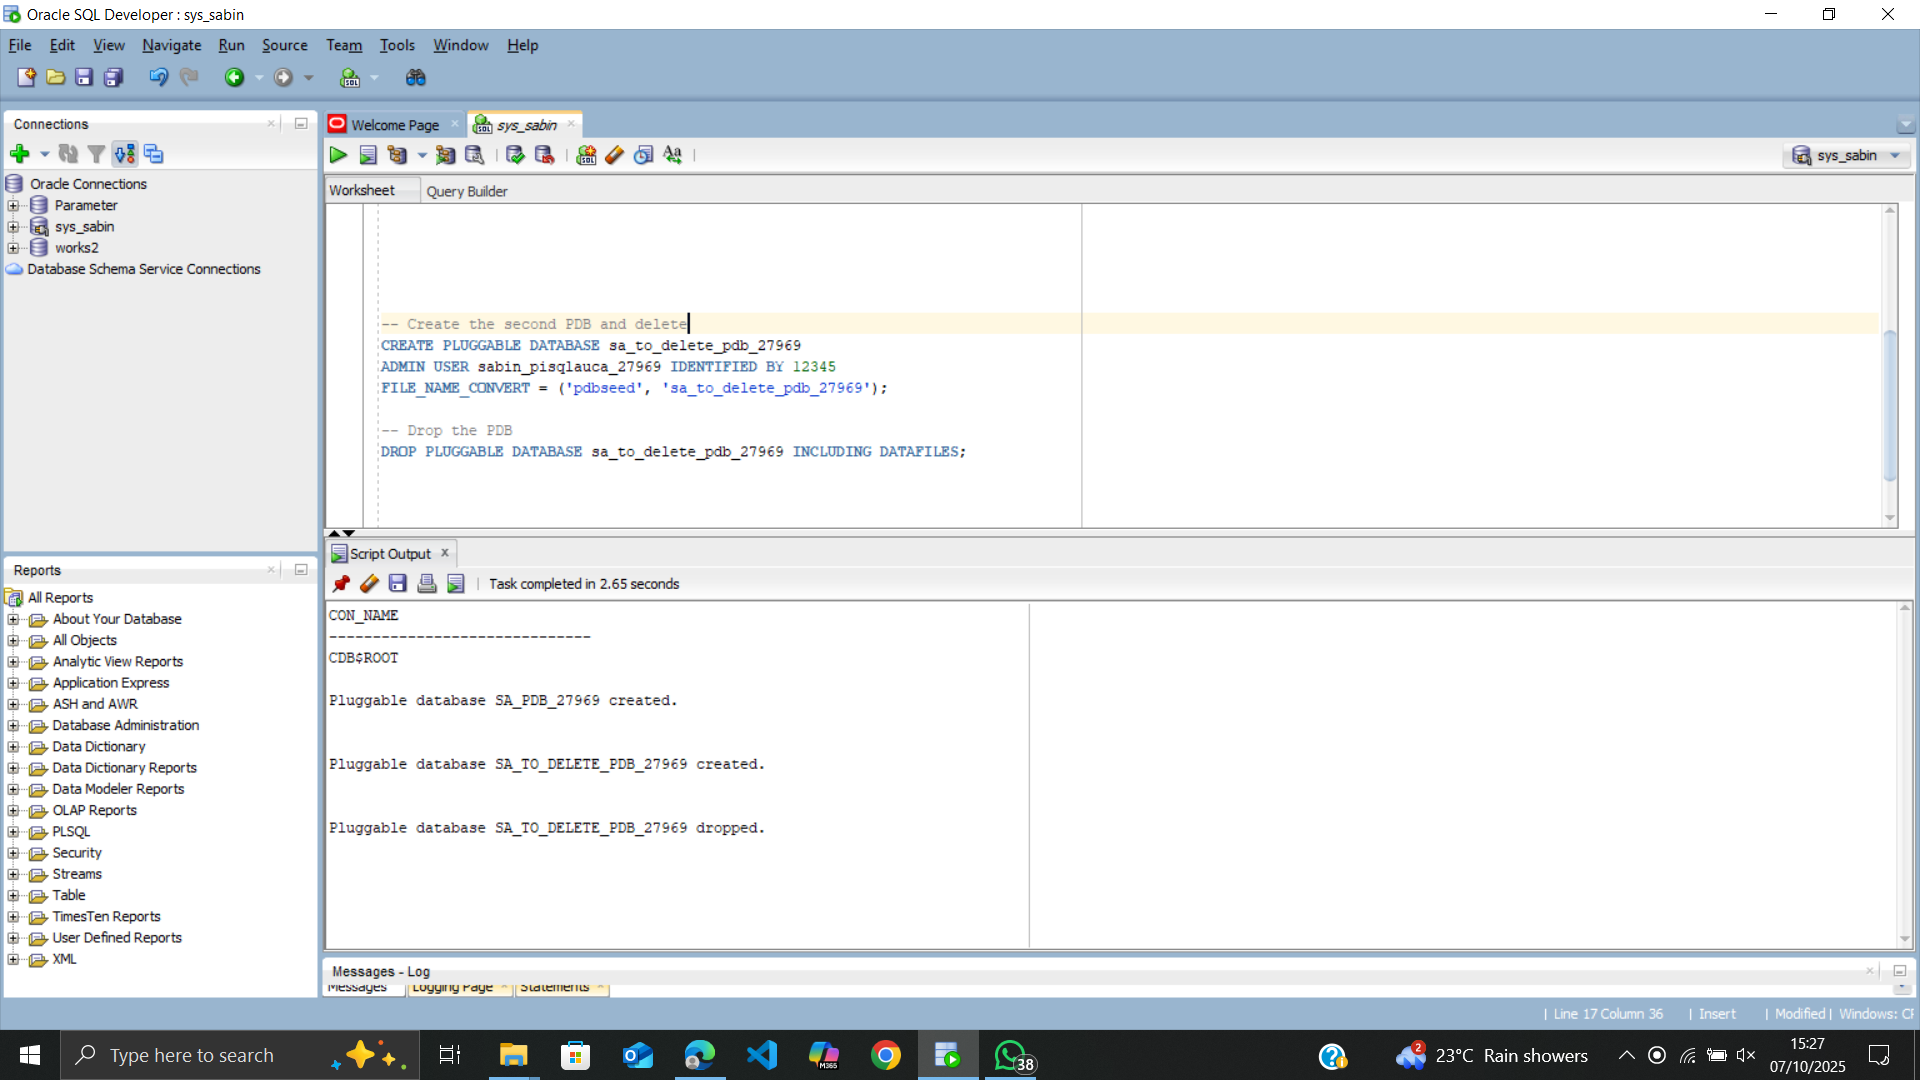 Oracle SQL Developer : sys_sabin
File Edit View Navigate Run Source Team Tools Window Help
Connections
Oracle Connections
Parameter
sys_sabin
works2
Database Schema Service Connections
Reports
All Reports
About Your Database
All Objects
Analytic View Reports
Application Express
ASH and AWR
Database Administration
Data Dictionary
Data Dictionary Reports
Data Modeler Reports
OLAP Reports
PLSQL
Security
Streams
Table
TimesTen Reports
User Defined Reports
XML
Welcome Page sys_sabin
sys_sabin
Worksheet Query Builder
-- Create the second PDB and delete
CREATE PLUGGABLE DATABASE sa_to_delete_pdb_27969
ADMIN USER sabin_pisqlauca_27969 IDENTIFIED BY 12345
FILE_NAME_CONVERT = ('pdbseed', 'sa_to_delete_pdb_27969');
-- Drop the PDB
DROP PLUGGABLE DATABASE sa_to_delete_pdb_27969 INCLUDING DATAFILES;
Script Output
Task completed in 2.65 seconds
CON_NAME
------------------------------
CDB$ROOT
Pluggable database SA_PDB_27969 created.
Pluggable database SA_TO_DELETE_PDB_27969 created.
Pluggable database SA_TO_DELETE_PDB_27969 dropped.
Messages - Log
Messages Logging Page Statements
Line 17 Column 36 | Insert | Modified | Windows:
Type here to search
M365
38
2
23°C Rain showers
15:27
07/10/2025